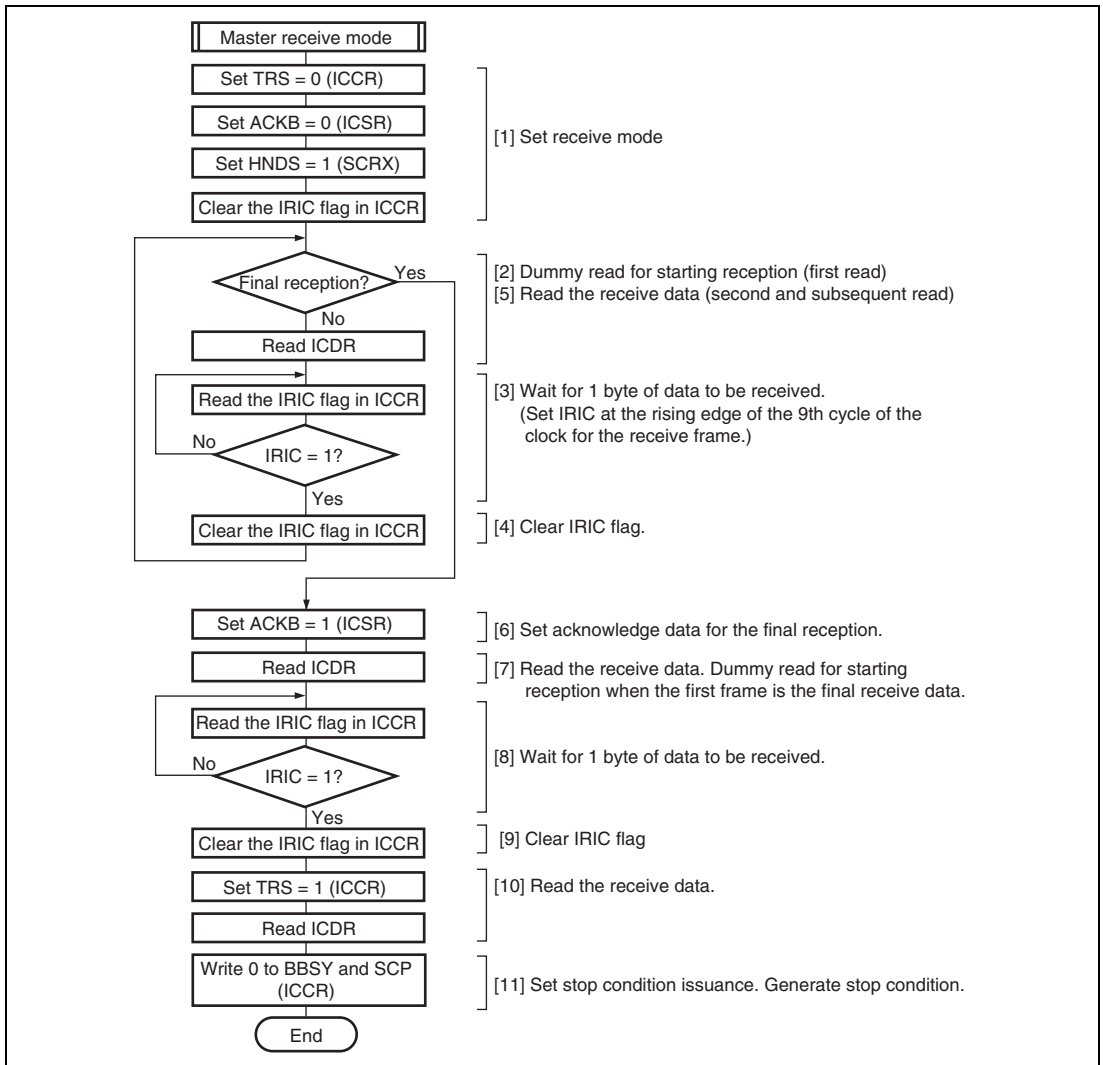 Master receive mode
Set TRS = 0 (ICCR)
Set ACKB = 0 (ICSR)
Set HNDS = 1 (SCRX)
Clear the IRIC flag in ICCR
[1] Set receive mode
Final reception?
Yes
No
Read ICDR
[2] Dummy read for starting reception (first read)
[5] Read the receive data (second and subsequent read)
Read the IRIC flag in ICCR
No
IRIC = 1?
Yes
[3] Wait for 1 byte of data to be received.
(Set IRIC at the rising edge of the 9th cycle of the
clock for the receive frame.)
Clear the IRIC flag in ICCR
[4] Clear IRIC flag.
Set ACKB = 1 (ICSR)
[6] Set acknowledge data for the final reception.
Read ICDR
[7] Read the receive data. Dummy read for starting
reception when the first frame is the final receive data.
Read the IRIC flag in ICCR
No
IRIC = 1?
Yes
[8] Wait for 1 byte of data to be received.
Clear the IRIC flag in ICCR
[9] Clear IRIC flag
Set TRS = 1 (ICCR)
Read ICDR
[10] Read the receive data.
Write 0 to BBSY and SCP
(ICCR)
[11] Set stop condition issuance. Generate stop condition.
End